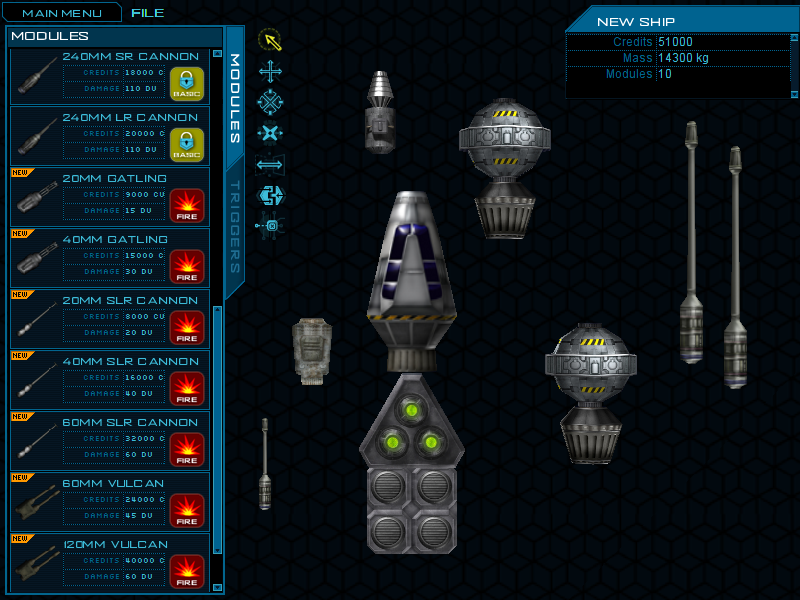 MAIN MENU
FILE
MODULES
240MM SR CANNON
CREDITS 18000 C
DAMAGE 110 DU
BASIC
240MM LR CANNON
CREDITS 20000 C
DAMAGE 110 DU
BASIC
NEW
20MM GATLING
CREDITS 9000 CU
DAMAGE 15 DU
FIRE
NEW
40MM GATLING
CREDITS 15000 C
DAMAGE 30 DU
FIRE
NEW
20MM SLR CANNON
CREDITS 8000 CU
DAMAGE 20 DU
FIRE
NEW
40MM SLR CANNON
CREDITS 16000 C
DAMAGE 40 DU
FIRE
NEW
60MM SLR CANNON
CREDITS 32000 C
DAMAGE 60 DU
FIRE
NEW
60MM VULCAN
CREDITS 24000 C
DAMAGE 45 DU
FIRE
NEW
120MM VULCAN
CREDITS 40000 C
DAMAGE 60 DU
FIRE
MODULES
TRIGGERS
NEW SHIP
Credits 51000
Mass 14300 kg
Modules 10